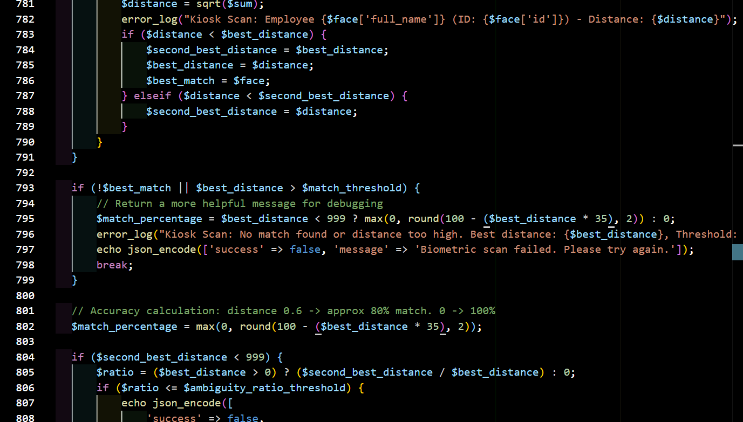 781 $distance = sqrt($sum);
782 error_log("Kiosk Scan: Employee {$face['full_name']} (ID: {$face['id']}) - Distance: {$distance}");
783 if ($distance < $best_distance) {
784 $second_best_distance = $best_distance;
785 $best_distance = $distance;
786 $best_match = $face;
787 } elseif ($distance < $second_best_distance) {
788 $second_best_distance = $distance;
789 }
790 }
791 }
792
793 if (!$best_match || $best_distance > $match_threshold) {
794 // Return a more helpful message for debugging
795 $match_percentage = $best_distance < 999 ? max(0, round(100 - ($best_distance * 35), 2)) : 0;
796 error_log("Kiosk Scan: No match found or distance too high. Best distance: {$best_distance}, Threshold:
797 echo json_encode(['success' => false, 'message' => 'Biometric scan failed. Please try again.']);
798 break;
799 }
800
801 // Accuracy calculation: distance 0.6 -> approx 80% match. 0 -> 100%
802 $match_percentage = max(0, round(100 - ($best_distance * 35), 2));
803
804 if ($second_best_distance < 999) {
805 $ratio = ($best_distance > 0) ? ($second_best_distance / $best_distance) : 0;
806 if ($ratio <= $ambiguity_ratio_threshold) {
807 echo json_encode([
808 'success' => false,